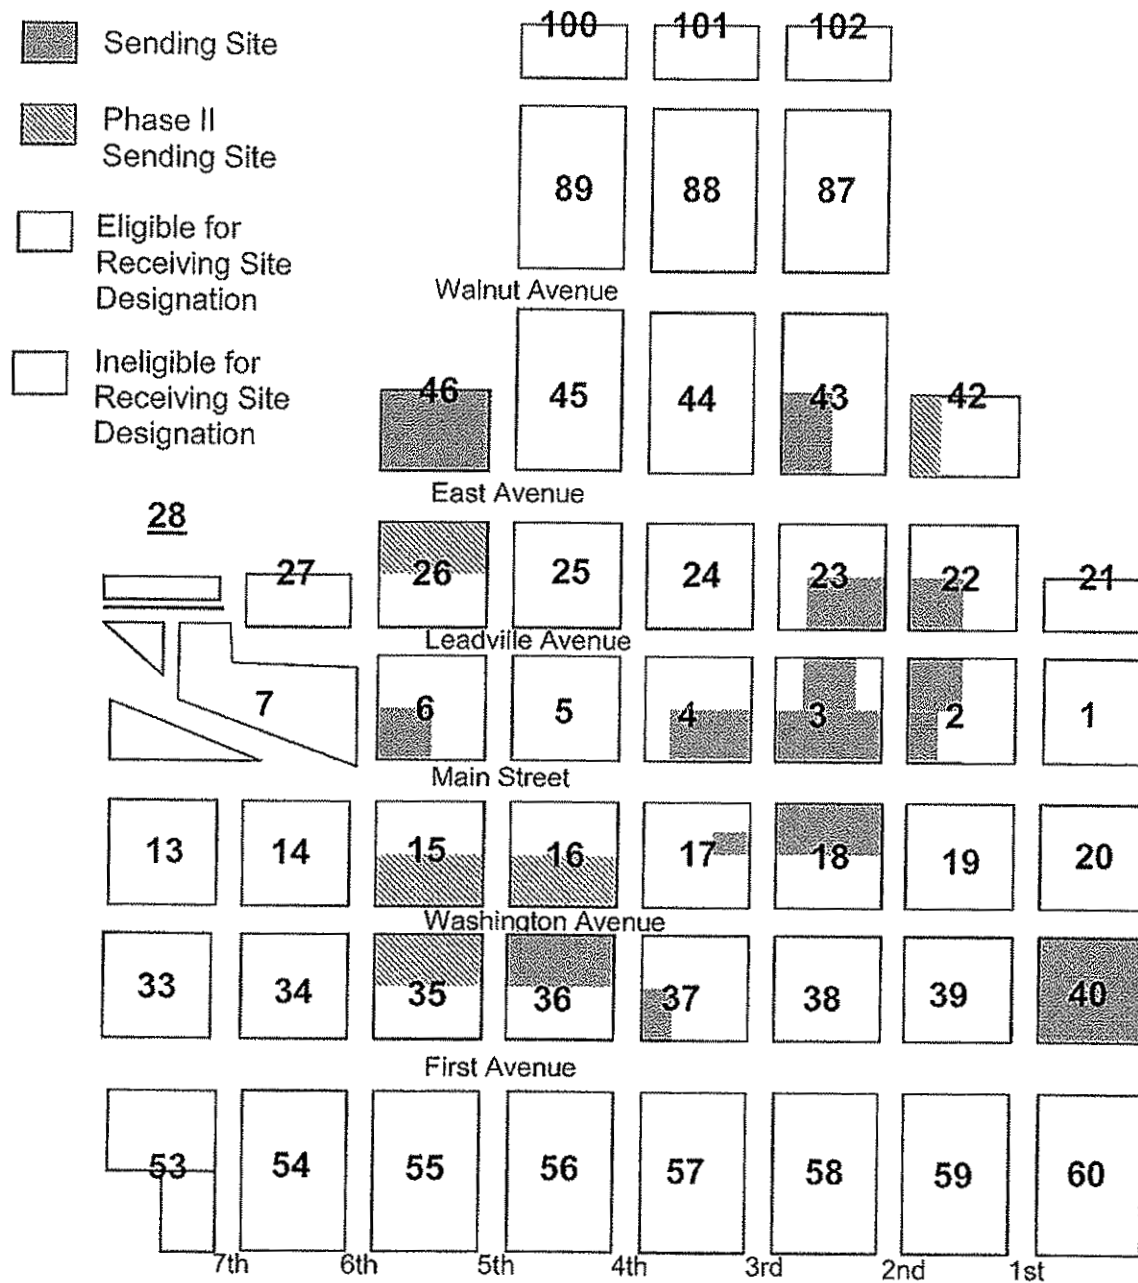 Sending Site
Phase II
Sending Site
Eligible for
Receiving Site
Designation
Ineligible for
Receiving Site
Designation
100 101 102
89 88 87
Walnut Avenue
46 45 44 43 42
East Avenue
28
27 26 25 24 23 22 21
Leadville Avenue
7 6 5 4 3 2 1
Main Street
13 14 15 16 17 18 19 20
Washington Avenue
33 34 35 36 37 38 39 40
First Avenue
53 54 55 56 57 58 59 60
7th 6th 5th 4th 3rd 2nd 1st